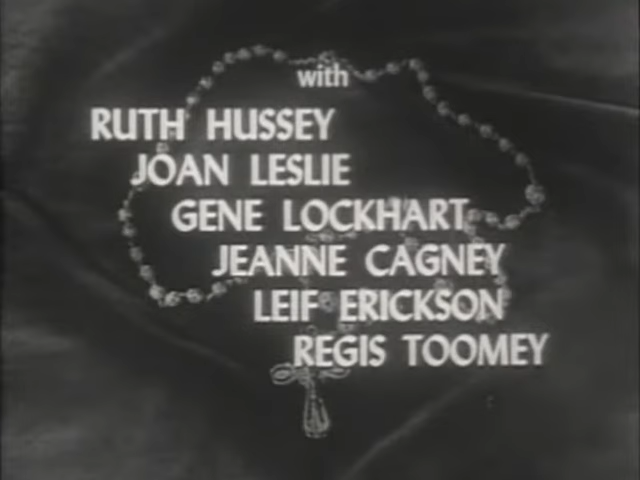 with
RUTH HUSSEY
JOAN LESLIE
GENE LOCKHART
JEANNE CAGNEY
LEIF ERICKSON
REGIS TOOMEY